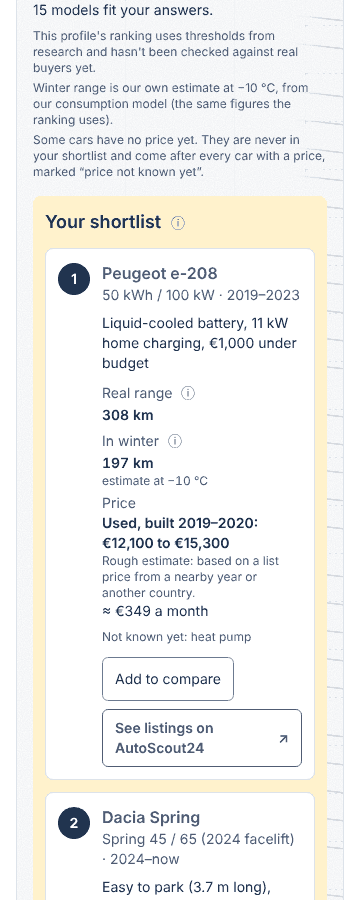 15 models fit your answers.
This profile's ranking uses thresholds from
research and hasn't been checked against real
buyers yet.
Winter range is our own estimate at −10 °C, from
our consumption model (the same figures the
ranking uses).
Some cars have no price yet. They are never in
your shortlist and come after every car with a price,
marked “price not known yet”.
Your shortlist ⓘ
1
Peugeot e-208
50 kWh / 100 kW · 2019–2023
Liquid-cooled battery, 11 kW
home charging, €1,000 under
budget
Real range ⓘ
308 km
In winter ⓘ
197 km
estimate at −10 °C
Price
Used, built 2019–2020:
€12,100 to €15,300
Rough estimate: based on a list
price from a nearby year or
another country.
≈ €349 a month
Not known yet: heat pump
Add to compare
See listings on
AutoScout24 ↗
2
Dacia Spring
Spring 45 / 65 (2024 facelift)
· 2024–now
Easy to park (3.7 m long),